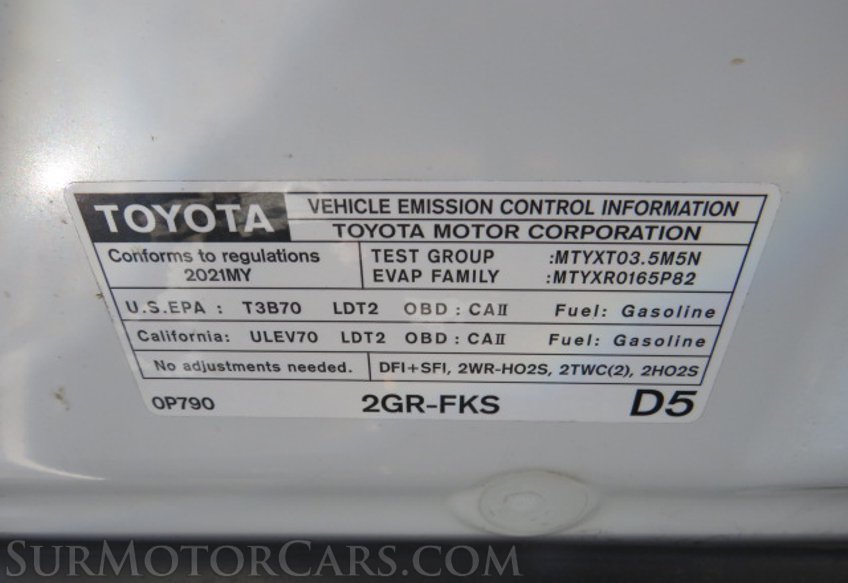 TOYOTA
VEHICLE EMISSION CONTROL INFORMATION
TOYOTA MOTOR CORPORATION
Conforms to regulations
2021MY
TEST GROUP :MTYXT03.5M5N
EVAP FAMILY :MTYXR0165P82
U.S.EPA : T3B70 LDT2 OBD : CAII Fuel: Gasoline
California: ULEV70 LDT2 OBD : CAII Fuel: Gasoline
No adjustments needed.
DFI+SFI, 2WR-HO2S, 2TWC(2), 2HO2S
0P790 2GR-FKS D5
SurMotorCars.com